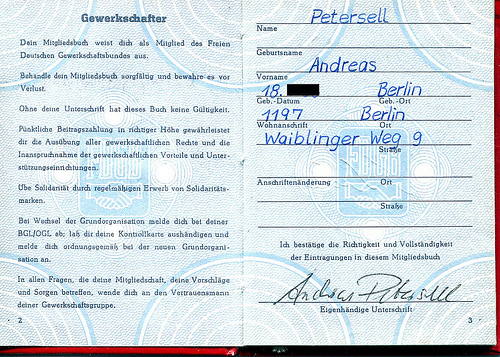 Gewerkschafter
Dein Mitgliedsbuch weist dich als Mitglied des Freien
Deutschen Gewerkschaftsbundes aus.
Behandle dein Mitgliedsbuch sorgfältig und bewahre es vor
Verlust.
Ohne deine Unterschrift hat dieses Buch keine Gültigkeit.
Pünktliche Beitragszahlung in richtiger Höhe gewährleistet
dir die Ausübung aller gewerkschaftlichen Rechte und die
Inanspruchnahme der gewerkschaftlichen Vorteile und Unter-
stützungseinrichtungen.
Übe Solidarität durch regelmäßigen Erwerb von Solidaritäts-
marken.
Bei Wechsel der Grundorganisation melde dich bei deiner
BGL/OGL ab; laß dir deine Kontrollkarte aushändigen und
melde dich ordnungsgemäß bei der neuen Grundorgani-
sation an.
In allen Fragen, die deine Mitgliedschaft, deine Vorschläge
und Sorgen betreffen, wende dich an den Vertrauensmann
deiner Gewerkschaftsgruppe.
2
Petersell
Name
Geburtsname
Andreas
Vorname
18. Berlin
Geb.-Datum Geb.-Ort
1197 Berlin
Wohnanschrift Ort
Waiblinger Weg 9
Straße
Anschriftenänderung Ort
Straße
Ich bestätige die Richtigkeit und Vollständigkeit
der Eintragungen in diesem Mitgliedsbuch
Andreas Petersell
Eigenhändige Unterschrift
3